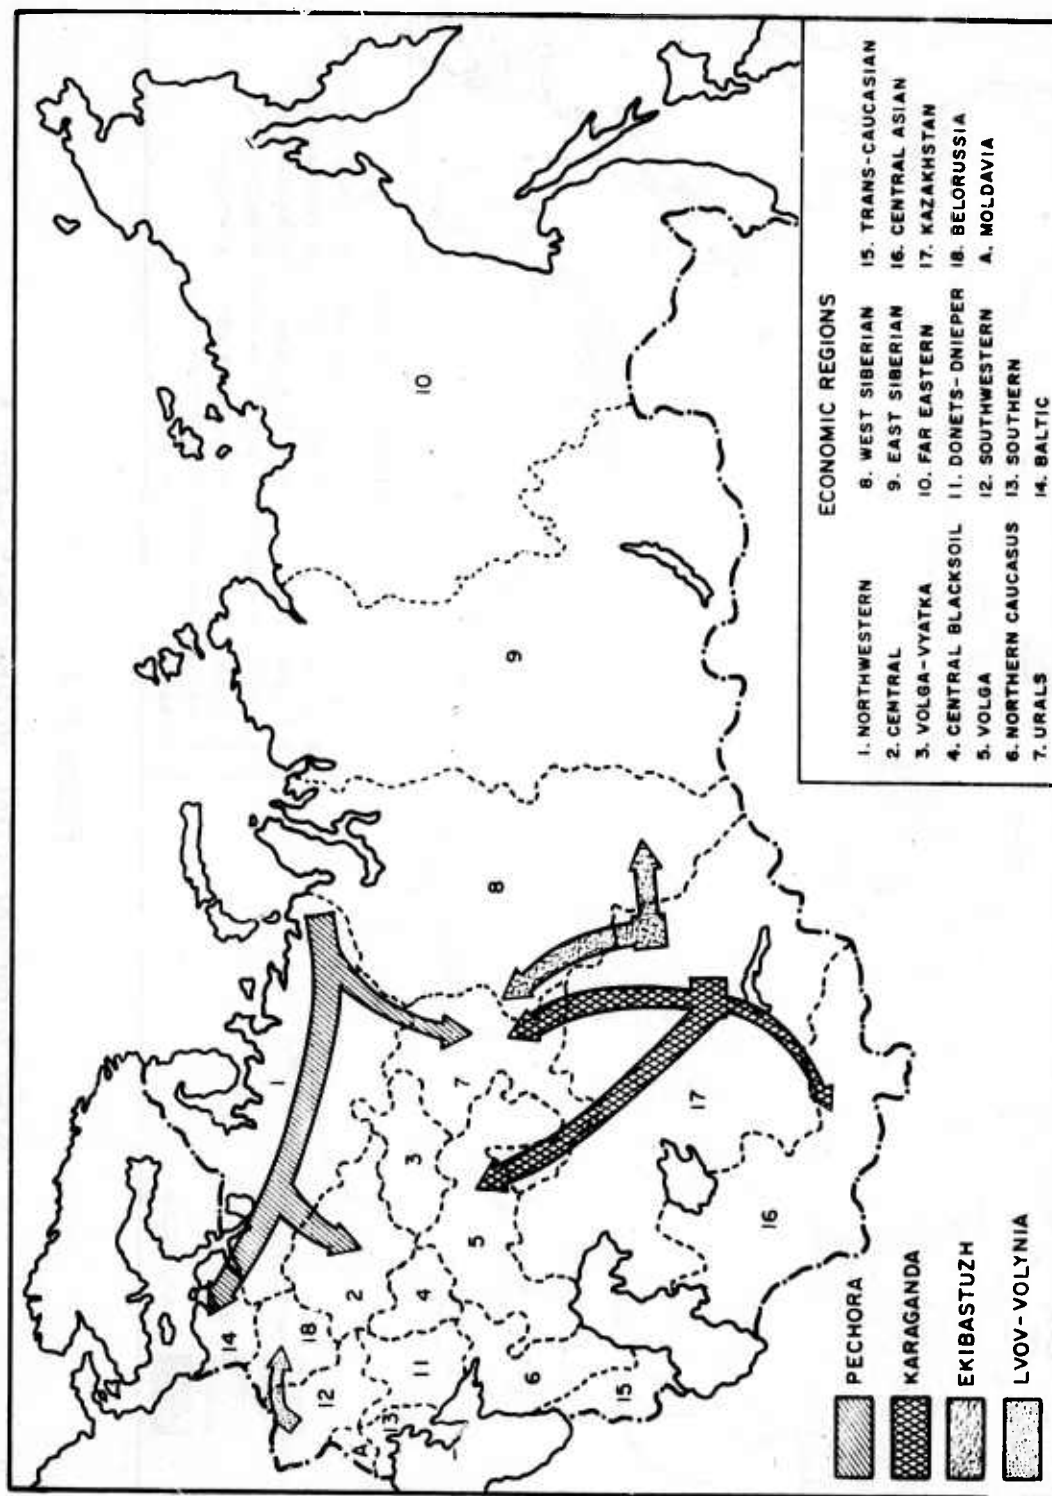 ECONOMIC REGIONS
1. NORTHWESTERN
2. CENTRAL
3. VOLGA-VYATKA
4. CENTRAL BLACKSOIL
5. VOLGA
6. NORTHERN CAUCASUS
7. URALS
8. WEST SIBERIAN
9. EAST SIBERIAN
10. FAR EASTERN
11. DONETS-DNIEPER
12. SOUTHWESTERN
13. SOUTHERN
14. BALTIC
15. TRANS-CAUCASIAN
16. CENTRAL ASIAN
17. KAZAKHSTAN
18. BELORUSSIA
A. MOLDAVIA
PECHORA
KARAGANDA
EKIBASTUZH
LVOV-VOLYNIA
1
2
3
4
5
6
7
8
9
10
11
12
13
14
15
16
17
18
A